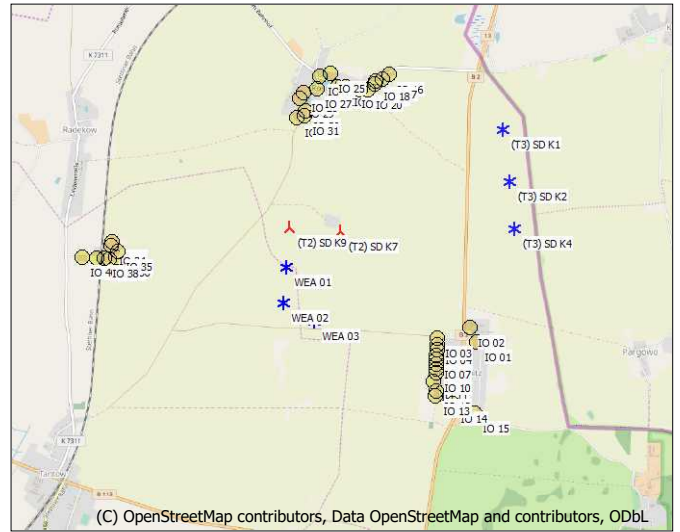 K 7311
B 2
13
IO 25
IO 18
IO 27
IO 20
IO 31
Radekow
(T3) SD K1
(T3) SD K2
(T2) SD K9
(T2) SD K7
(T3) SD K4
IO 35
IO 38
WEA 01
WEA 02
WEA 03
IO 02
IO 03
IO 01
Pargowo
IO 07
IO 10
IO 13
IO 14
IO 15
K 7311
Tantow
B 113
(C) OpenStreetMap contributors, Data OpenStreetMap and contributors, ODbL